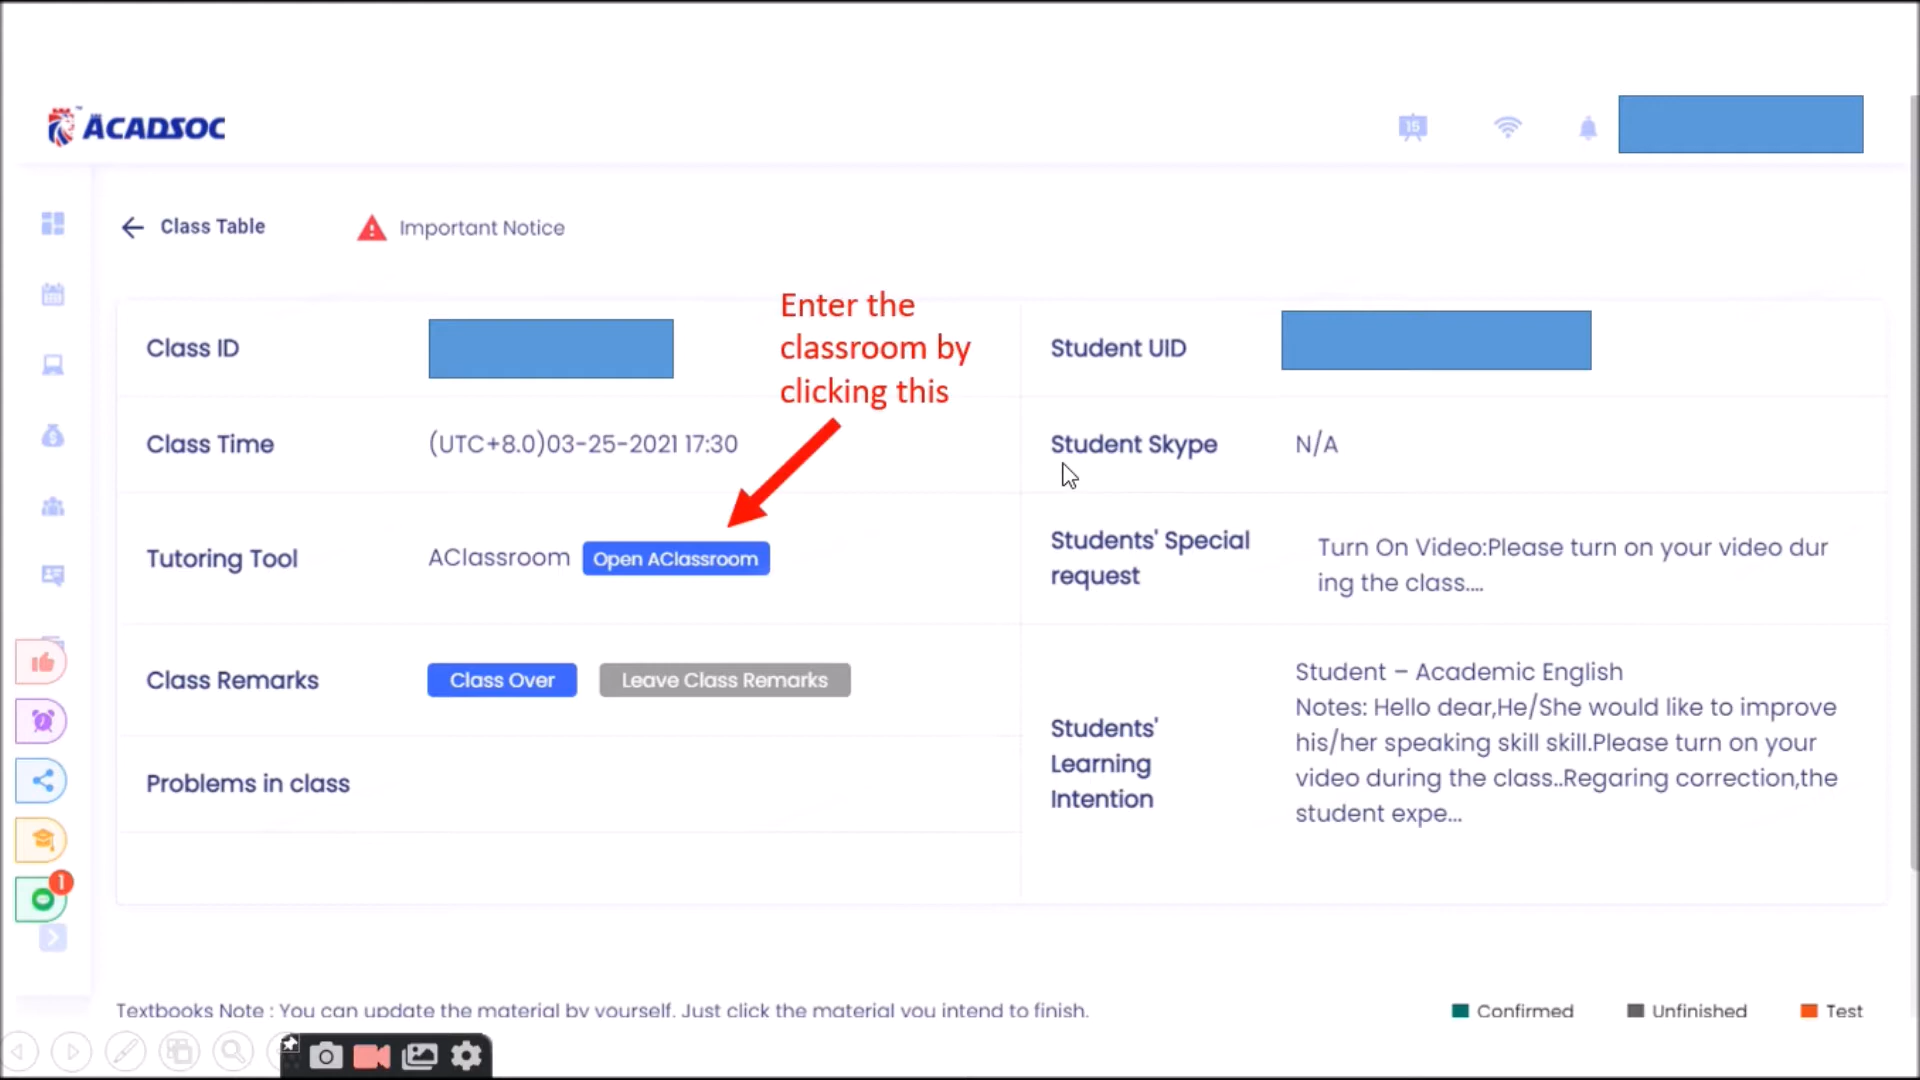 ACADSOC
15
Class Table
Important Notice
Enter the
classroom by
clicking this
Class ID
Student UID
Class Time
(UTC+8.0)03-25-2021 17:30
Student Skype
N/A
Tutoring Tool
AClassroom
Open AClassroom
Students' Special
request
Turn On Video:Please turn on your video dur
ing the class....
Class Remarks
Class Over
Leave Class Remarks
Students'
Learning
Intention
Student – Academic English
Notes: Hello dear,He/She would like to improve
his/her speaking skill skill.Please turn on your
video during the class..Regaring correction,the
student expe...
Problems in class
1
Textbooks Note : You can update the material by yourself. Just click the material you intend to finish.
Confirmed
Unfinished
Test